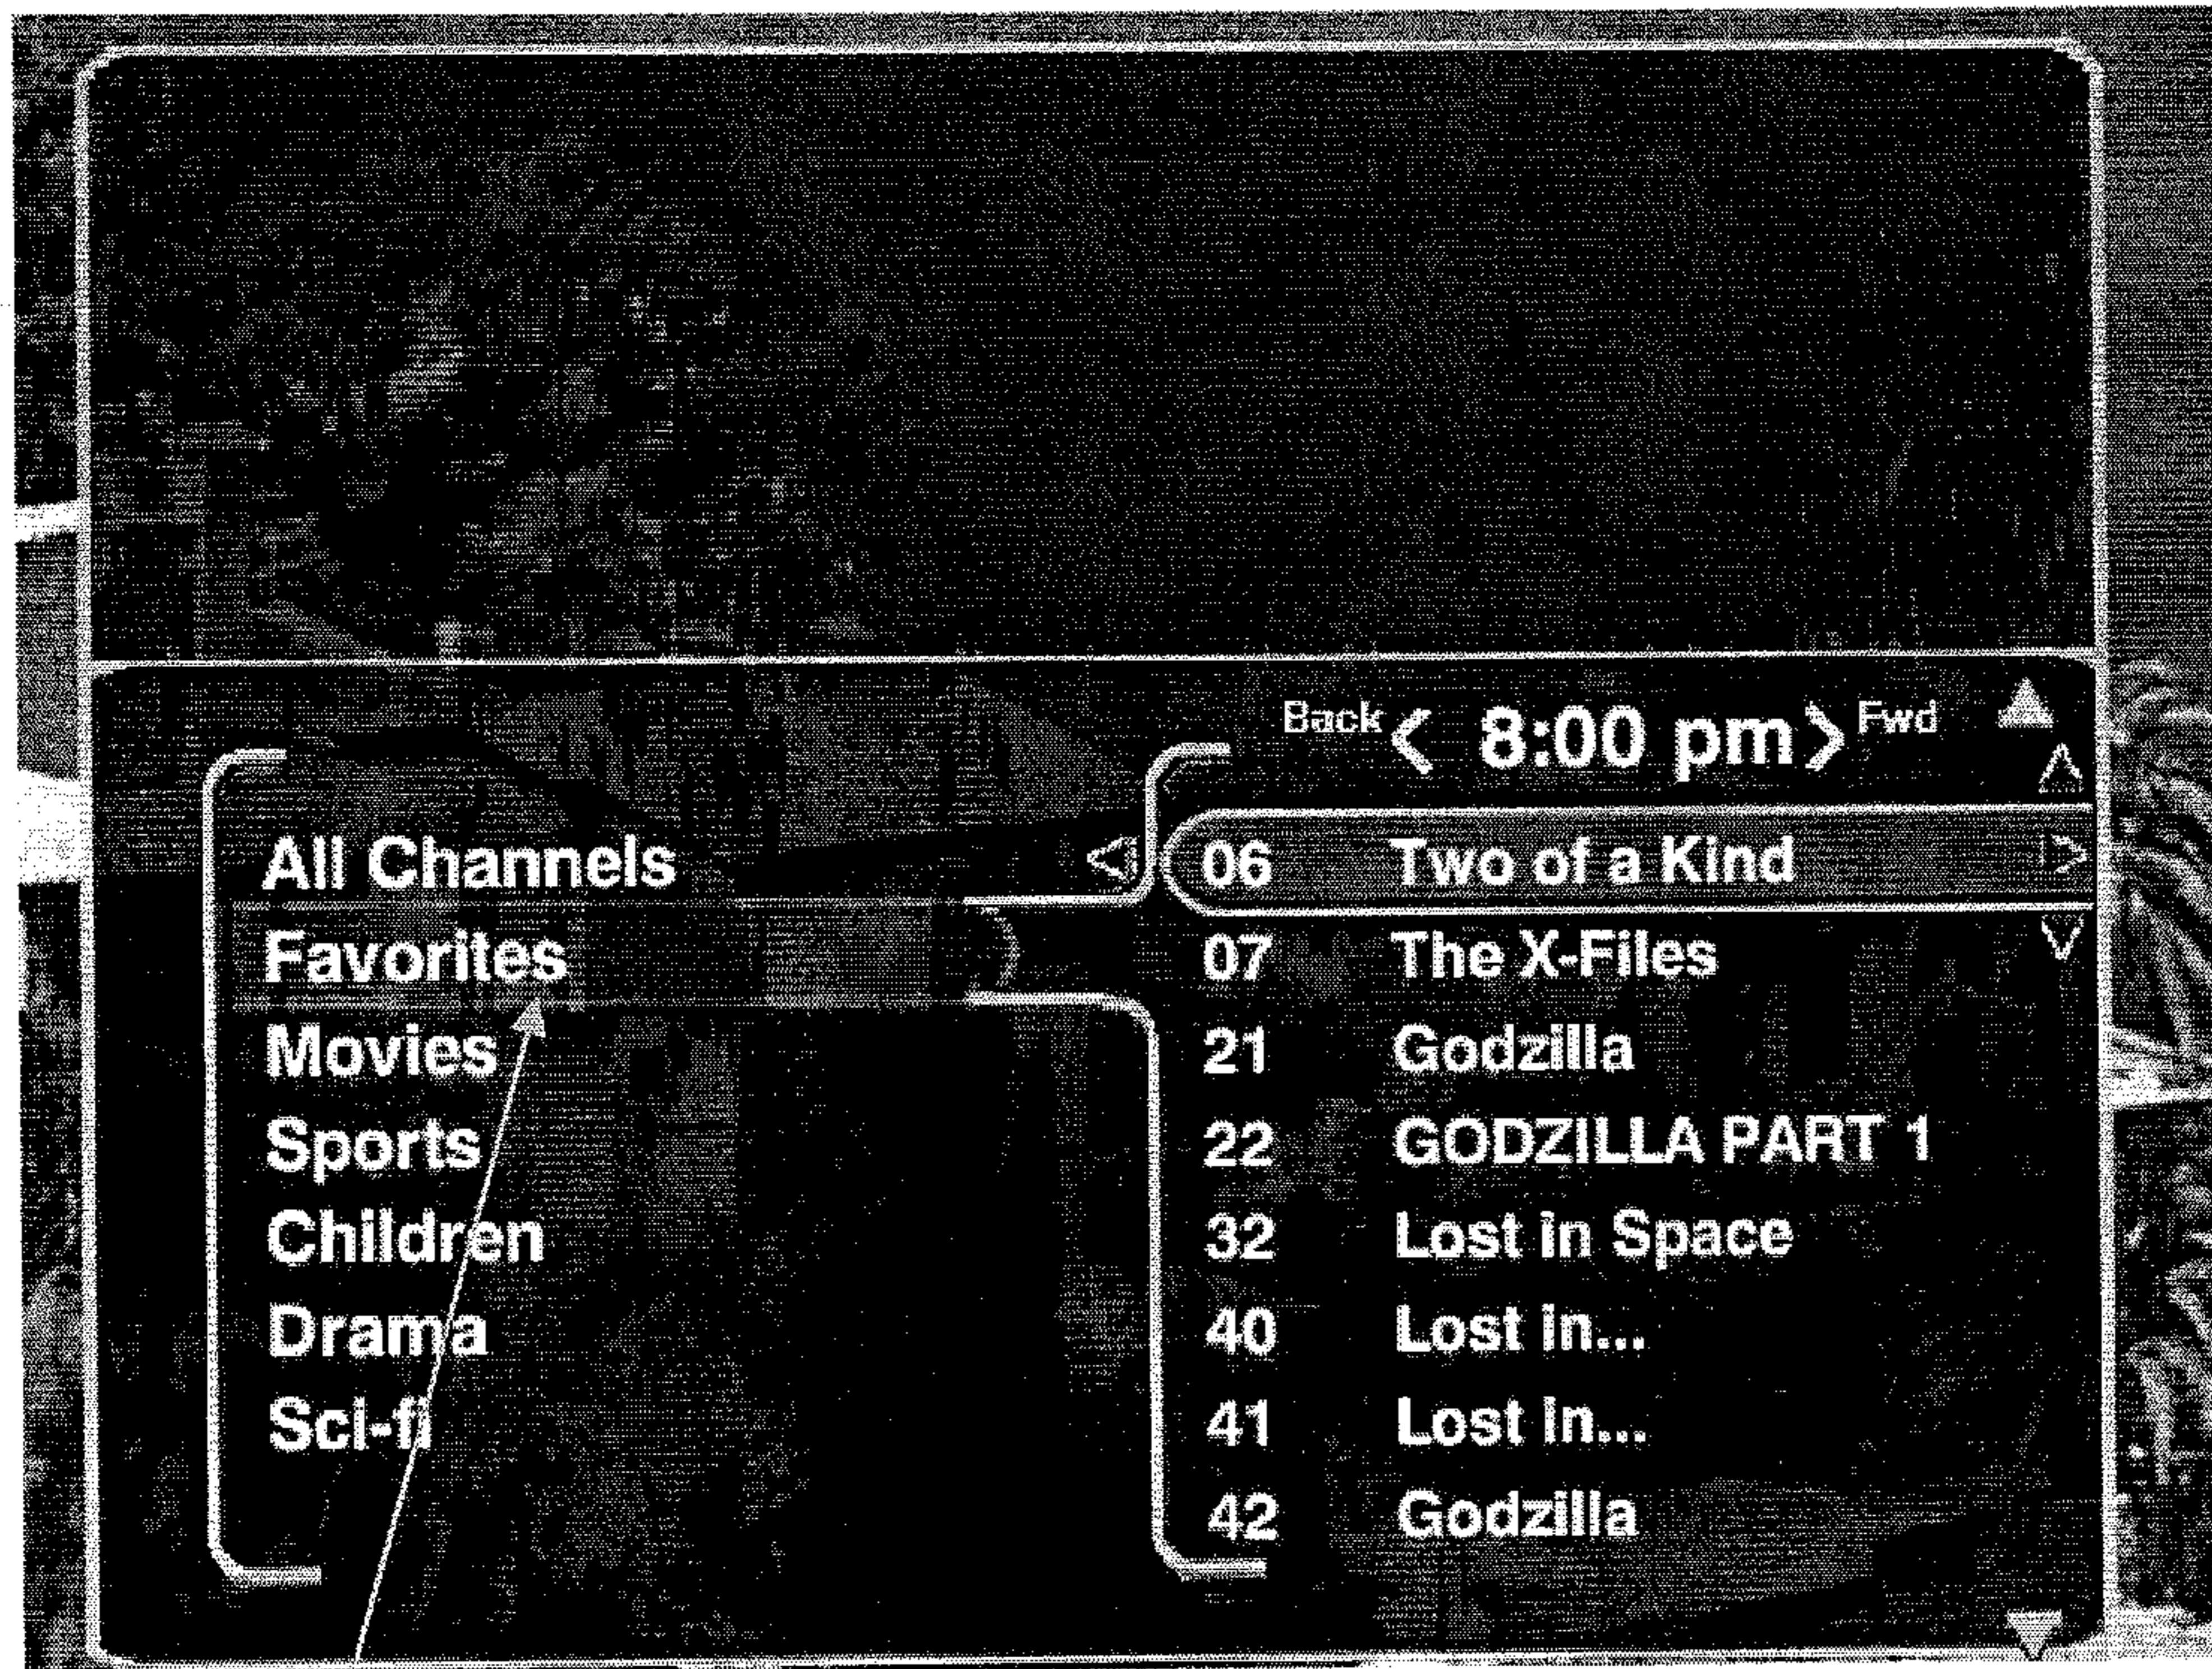 Back < 8:00 pm > Fwd
All Channels
Favorites
Movies
Sports
Children
Drama
Sci-fi
06 Two of a Kind
07 The X-Files
21 Godzilla
22 GODZILLA PART 1
32 Lost in Space
40 Lost in...
41 Lost in...
42 Godzilla